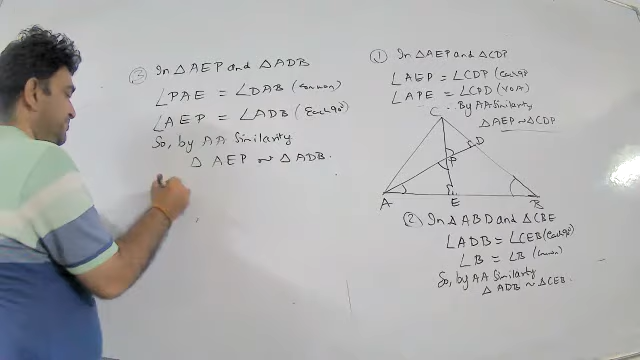 ③ In △AEP and △ADB
∠PAE = ∠DAB (common)
∠AEP = ∠ADB (Each 90°)
So, by AA Similarity
△ AEP ~ △ADB.
① In △AEP and △CDP
∠AEP = ∠CDP (Each 90°)
∠APE = ∠CPD (VOA)
∴ By AA Similarity
△AEP ~ △CDP
C
D
P
A
E
B
② In △ABD and △CBE
∠ADB = ∠CEB (Each 90°)
∠B = ∠B (Common)
So, by AA Similarity
△ ADB ~ △CEB.